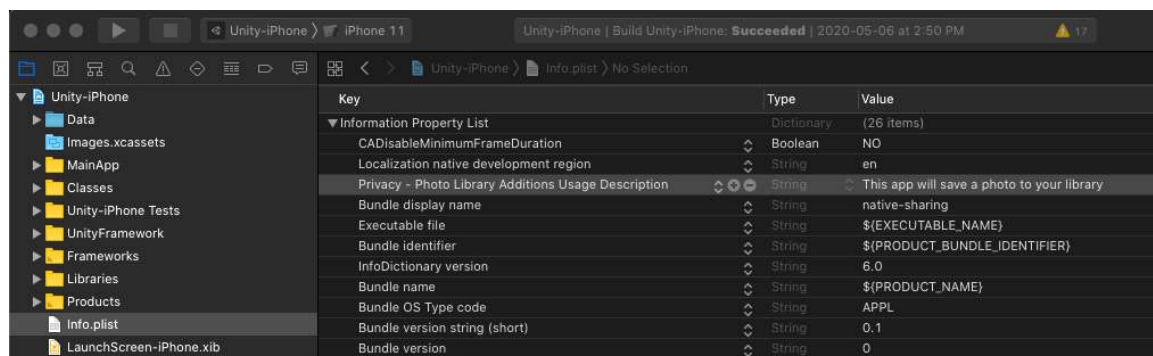 Unity-iPhone 〉 iPhone 11
Unity-iPhone | Build Unity-iPhone: Succeeded | 2020-05-06 at 2:50 PM
17
Unity-iPhone 〉 Info.plist 〉 No Selection
Unity-iPhone
Data
Images.xcassets
MainApp
Classes
Unity-iPhone Tests
UnityFramework
Frameworks
Libraries
Products
Info.plist
LaunchScreen-iPhone.xib
Key Type Value
Information Property List Dictionary (26 items)
CADisableMinimumFrameDuration Boolean NO
Localization native development region String en
Privacy - Photo Library Additions Usage Description String This app will save a photo to your library
Bundle display name String native-sharing
Executable file String ${EXECUTABLE_NAME}
Bundle identifier String ${PRODUCT_BUNDLE_IDENTIFIER}
InfoDictionary version String 6.0
Bundle name String ${PRODUCT_NAME}
Bundle OS Type code String APPL
Bundle version string (short) String 0.1
Bundle version String 0